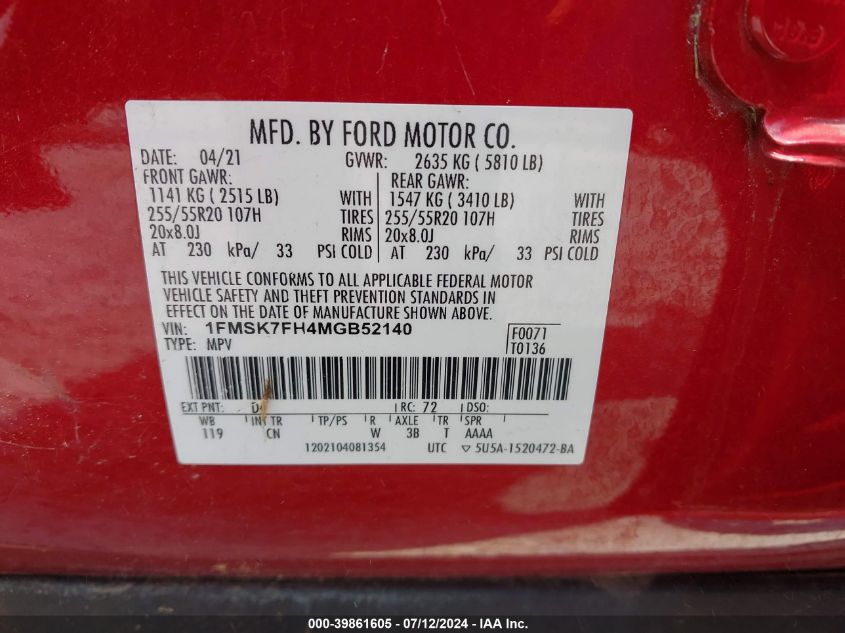 MFD. BY FORD MOTOR CO.
DATE: 04/21 GVWR: 2635 KG ( 5810 LB)
FRONT GAWR: REAR GAWR:
1141 KG ( 2515 LB) WITH 1547 KG ( 3410 LB) WITH
255/55R20 107H TIRES 255/55R20 107H TIRES
20x8.0J RIMS 20x8.0J RIMS
AT 230 kPa/ 33 PSI COLD AT 230 kPa/ 33 PSI COLD
THIS VEHICLE CONFORMS TO ALL APPLICABLE FEDERAL MOTOR
VEHICLE SAFETY AND THEFT PREVENTION STANDARDS IN
EFFECT ON THE DATE OF MANUFACTURE SHOWN ABOVE.
VIN: 1FMSK7FH4MGB52140 F0071
TYPE: MPV T0136
EXT PNT: RC: 72 DSO:
WB INT TR TP/PS R AXLE TR SPR
119 CN W 3B T AAAA
1202104081354 UTC ▽ 5U5A-1520472-BA
000-39861605 - 07/12/2024 - IAA Inc.